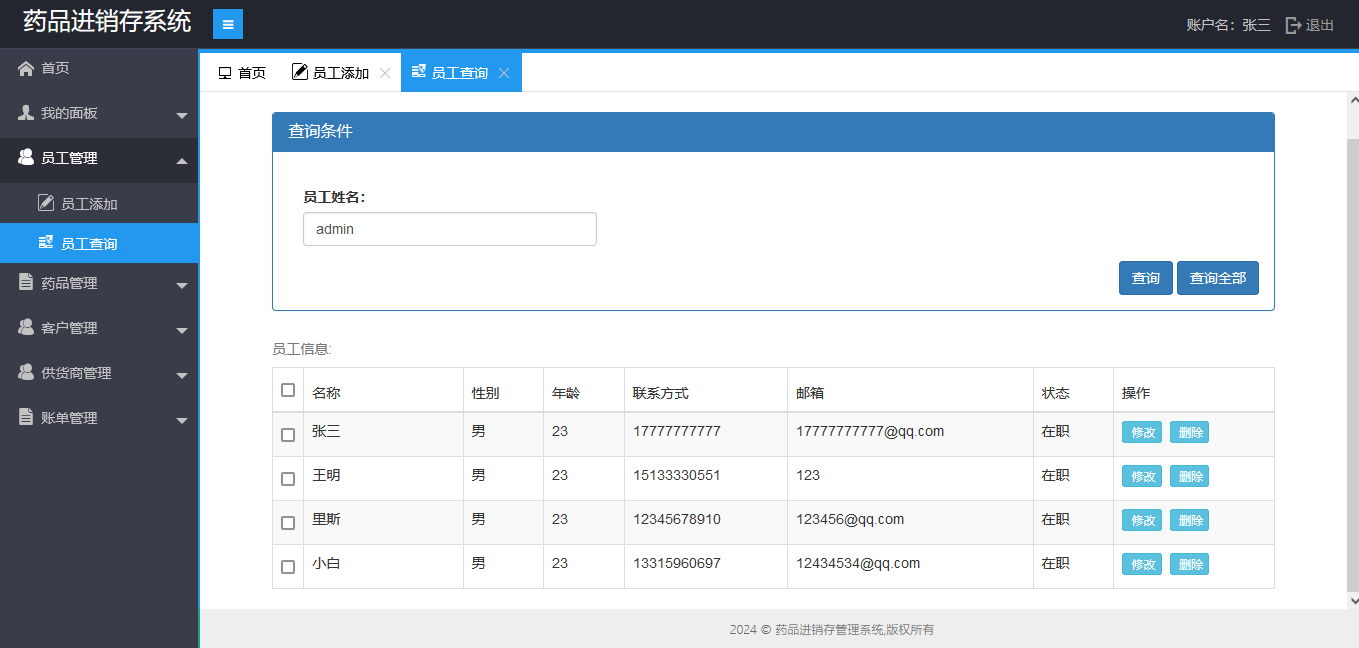 药品进销存系统
账户名：张三 退出
首页
我的面板
员工管理
员工添加
员工查询
药品管理
客户管理
供货商管理
账单管理
首页 员工添加 员工查询
查询条件
员工姓名：
admin
查询 查询全部
员工信息:
名称 性别 年龄 联系方式 邮箱 状态 操作
张三 男 23 17777777777 17777777777@qq.com 在职 修改 删除
王明 男 23 15133330551 123 在职 修改 删除
里斯 男 23 12345678910 123456@qq.com 在职 修改 删除
小白 男 23 13315960697 12434534@qq.com 在职 修改 删除
2024 © 药品进销存管理系统,版权所有